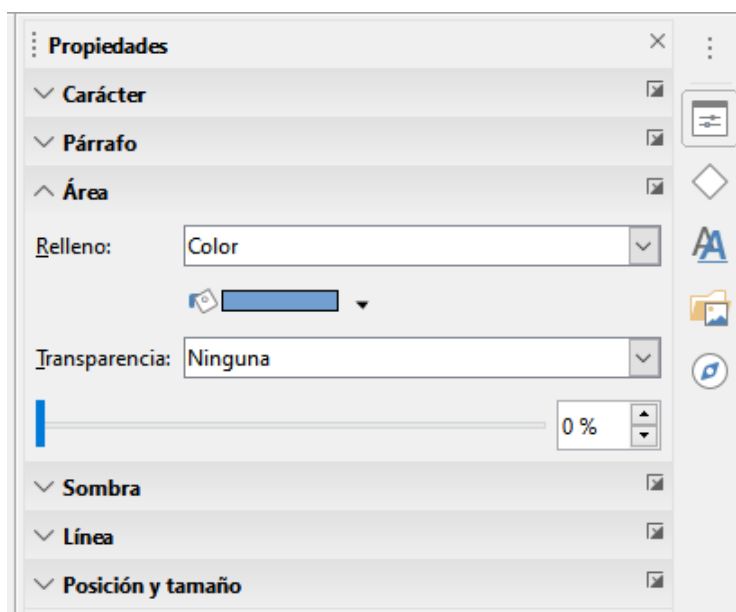 Propiedades
Carácter
Párrafo
Área
Relleno: Color
Transparencia: Ninguna
0 %
Sombra
Línea
Posición y tamaño